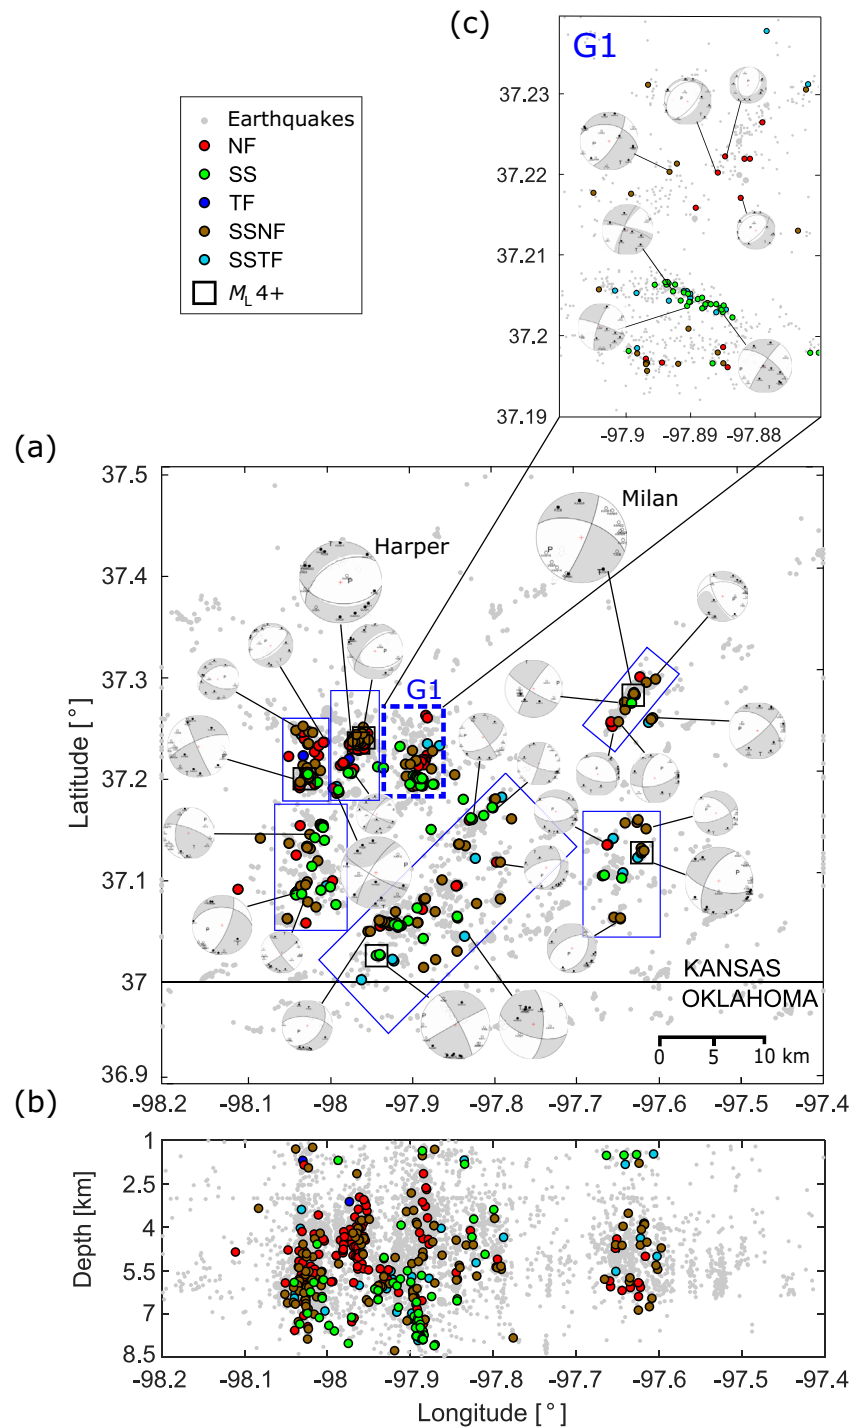 (c)
G1
37.23
37.22
37.21
37.2
37.19
-97.9
-97.89
-97.88
Earthquakes
NF
SS
TF
SSNF
SSTF
ML 4+
(a)
Milan
Harper
G1
37.5
37.4
37.3
37.2
37.1
37
36.9
Latitude [°]
KANSAS
OKLAHOMA
0 5 10 km
-98.2 -98.1 -98 -97.9 -97.8 -97.7 -97.6 -97.5 -97.4
(b)
1
2.5
4
5.5
7
8.5
Depth [km]
-98.2 -98.1 -98 -97.9 -97.8 -97.7 -97.6 -97.5 -97.4
Longitude [°]